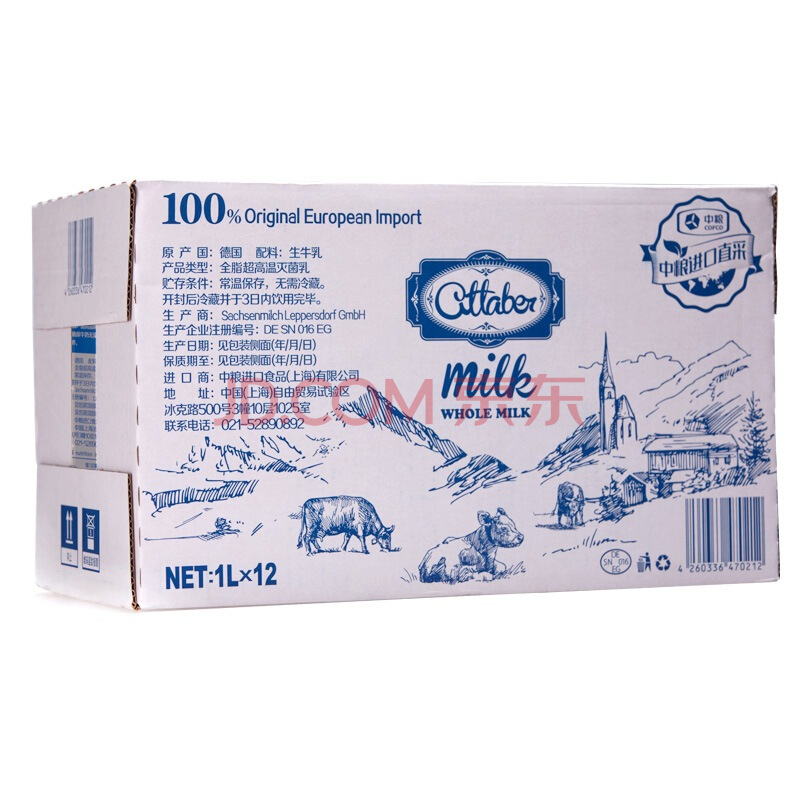 100% Original European Import
原 产 国：德国 配料：生牛乳
产品类型：全脂超高温灭菌乳
贮存条件：常温保存，无需冷藏。
开封后冷藏并于3日内饮用完毕。
生 产 商：Sachsenmilch Leppersdorf GmbH
生产企业注册编号：DE SN 016 EG
生产日期：见包装侧面(年/月/日)
保质期至：见包装侧面(年/月/日)
进 口 商：中粮进口食品(上海)有限公司
地 址：中国(上海)自由贸易试验区
冰克路500号3幢10层1025室
联系电话：021-52890892
中粮
COFCO
中粮进口直采
Cittaber
milk
WHOLE MILK
JD.COM 京东
NET:1L×12
DE
SN 016
EG
4 260336 470212
4 260336 470212